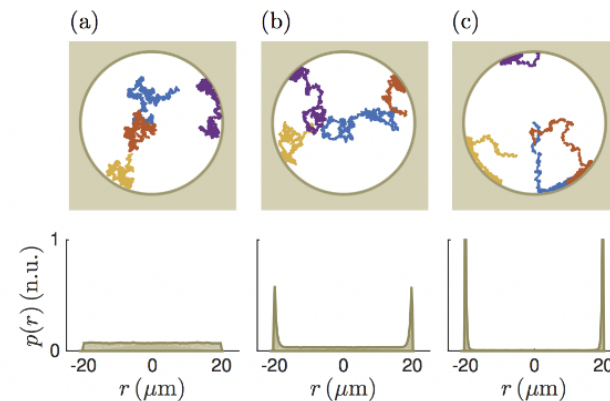 (a) (b) (c)
p(r) (n.u.)
1
0
-20 0 20 -20 0 20 -20 0 20
r (μm) r (μm) r (μm)